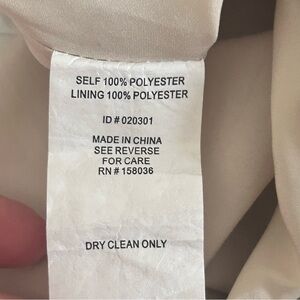 SELF 100% POLYESTER
LINING 100% POLYESTER
ID # 020301
MADE IN CHINA
SEE REVERSE
FOR CARE
RN # 158036
DRY CLEAN ONLY